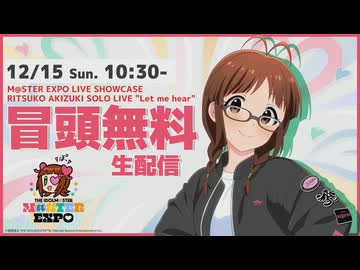 12/15 Sun. 10:30-
M@STER EXPO LIVE SHOWCASE
RITSUKO AKIZUKI SOLO LIVE "Let me hear"
冒頭無料
生配信
THE IDOLM@STER
M@STER
EXPO